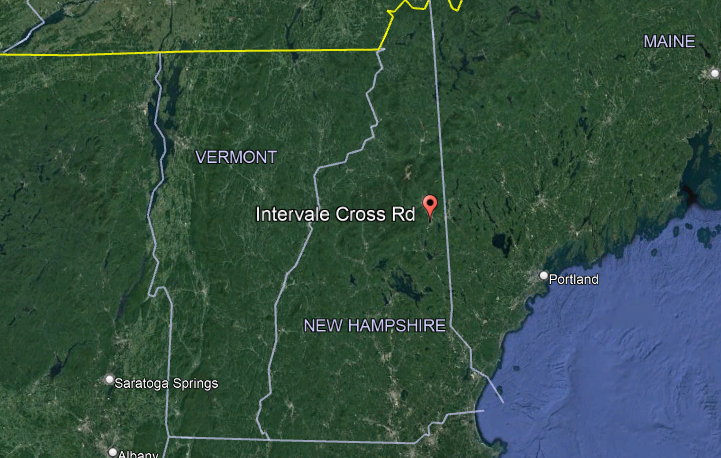 MAINE
VERMONT
Intervale Cross Rd
Portland
NEW HAMPSHIRE
Saratoga Springs
Albany